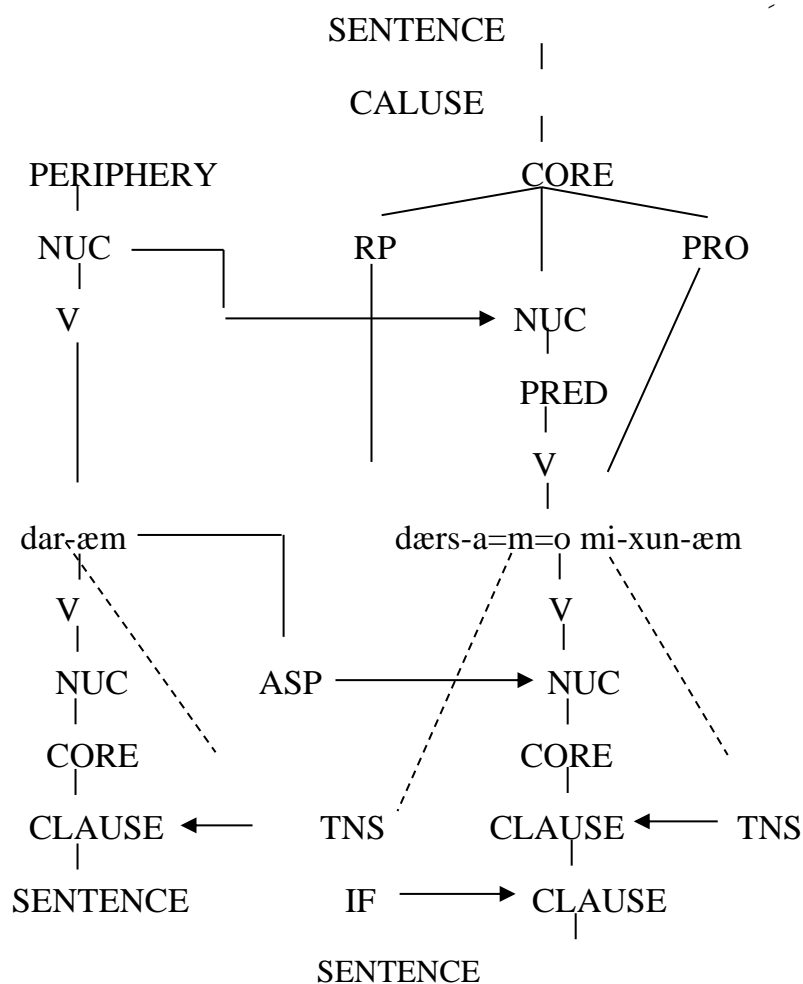 SENTENCE
CALUSE
PERIPHERY CORE
NUC RP PRO
V NUC
PRED
V
dar-æm dærs-a=m=o mi-xun-æm
V V
NUC ASP NUC
CORE CORE
CLAUSE TNS CLAUSE TNS
SENTENCE IF CLAUSE
SENTENCE